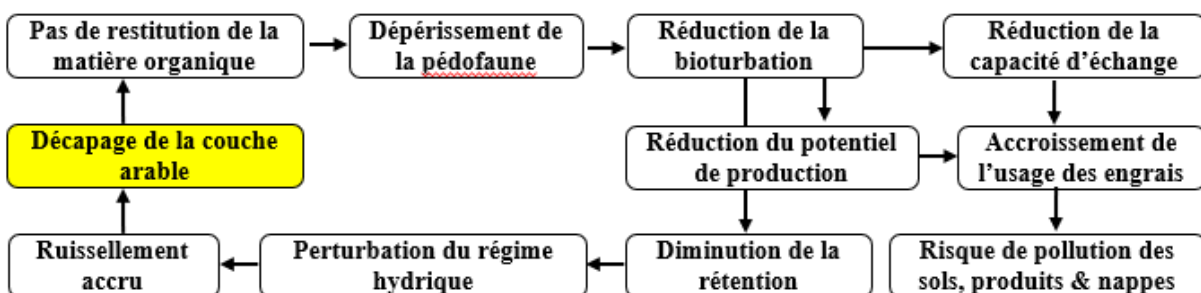 Pas de restitution de la
matière organique
Dépérissement de
la pédofaune
Réduction de la
bioturbation
Réduction de la
capacité d’échange
Décapage de la couche
arable
Réduction du potentiel
de production
Accroissement de
l’usage des engrais
Ruissellement
accru
Perturbation du régime
hydrique
Diminution de la
rétention
Risque de pollution des
sols, produits & nappes